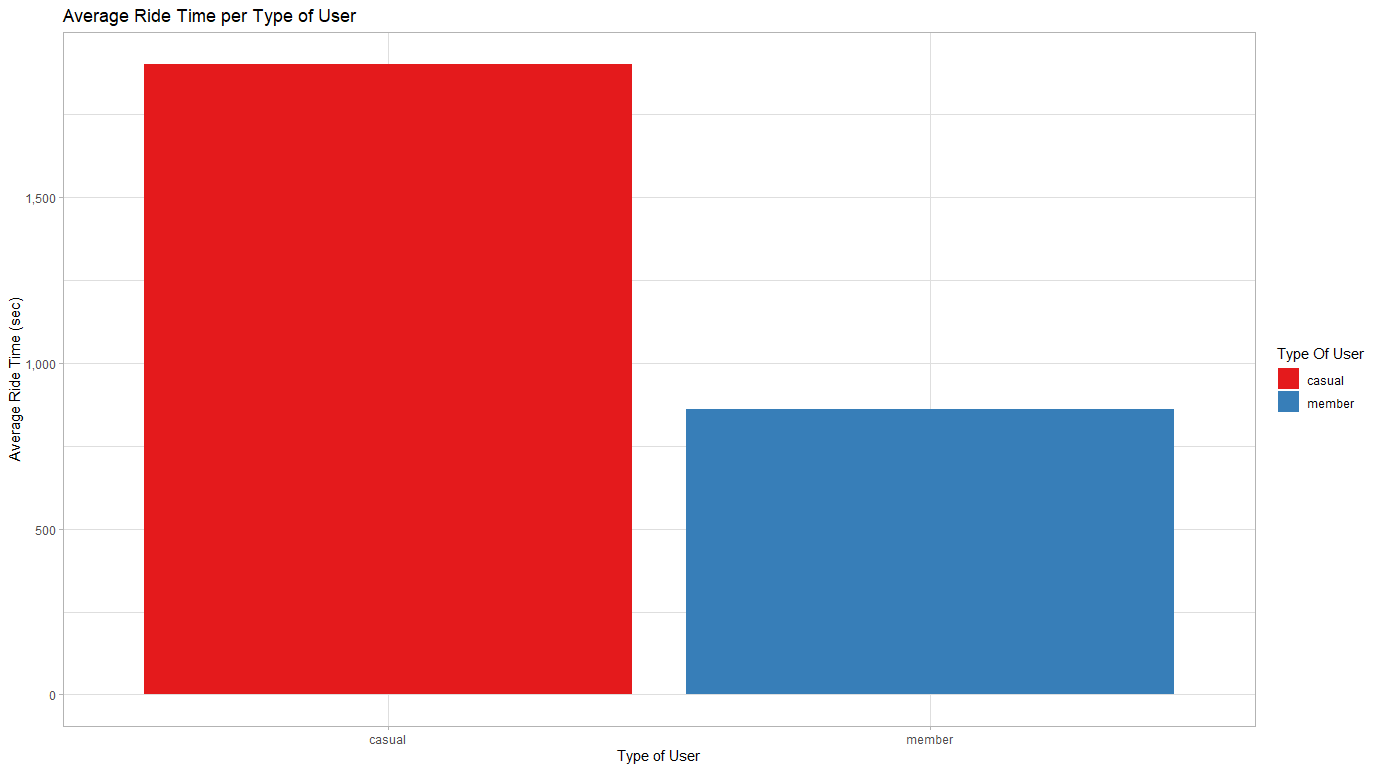 Average Ride Time per Type of User
Average Ride Time (sec)
1,500
1,000
500
0
casual
member
Type of User
Type Of User
casual
member